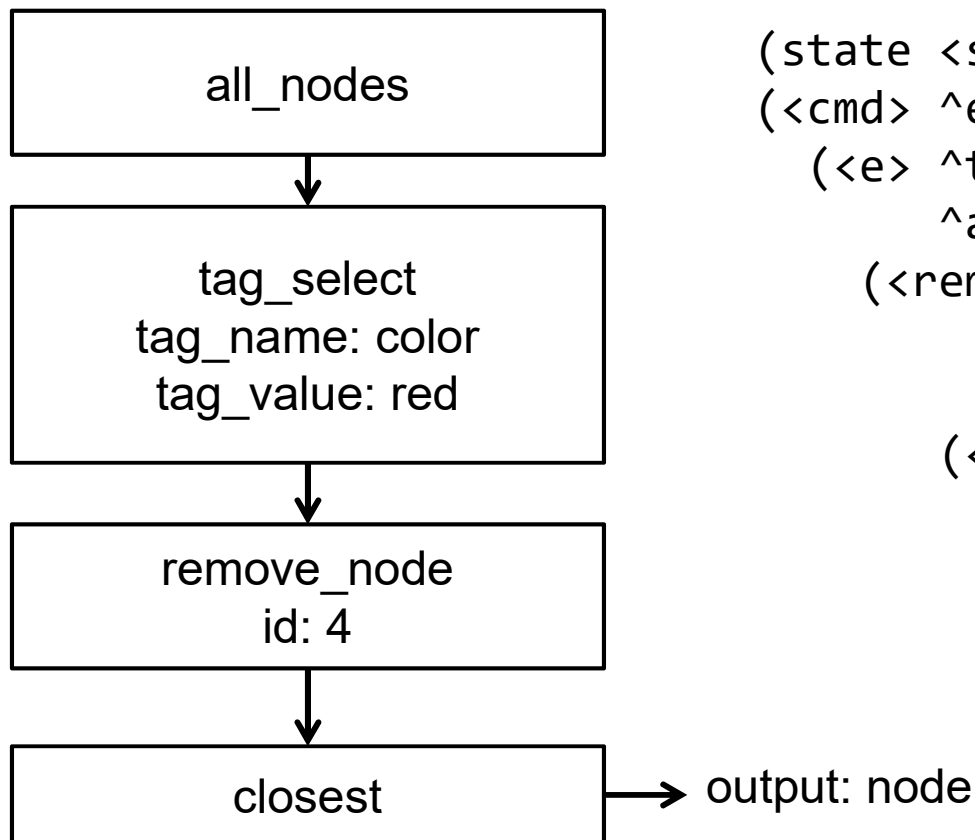 all_nodes
tag_select
tag_name: color
tag_value: red
remove_node
id: 4
closest
output: node
(state <s
(<cmd> ^e
(<e> ^t
^a
(<rem
(<